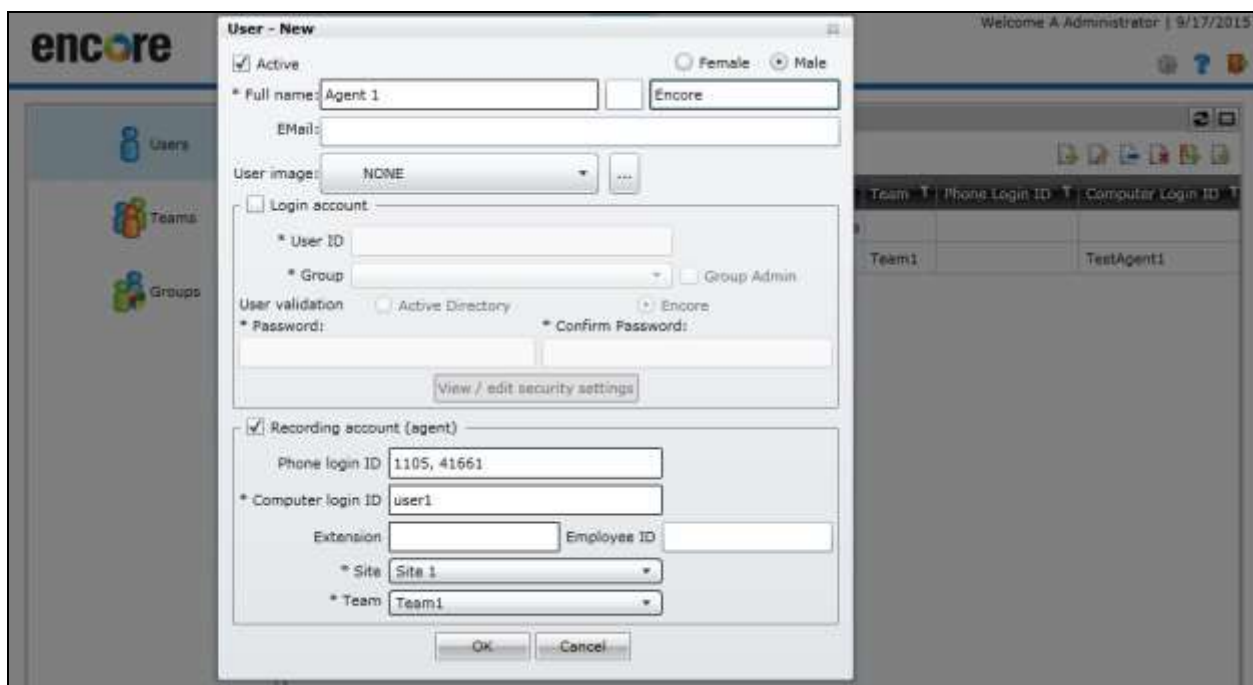 encore
Welcome A Administrator | 9/17/2015
Users
Teams
Groups
User - New
Active
Female
Male
* Full name: Agent 1 Encore
EMail:
User image: NONE ...
Login account
* User ID
* Group
Group Admin
User validation Active Directory Encore
* Password: * Confirm Password:
View / edit security settings
Recording account (agent)
Phone login ID 1105, 41661
* Computer login ID user1
Extension Employee ID
* Site Site 1
* Team Team1
OK Cancel
Team Phone Login ID Computer Login ID
Team1 TestAgent1